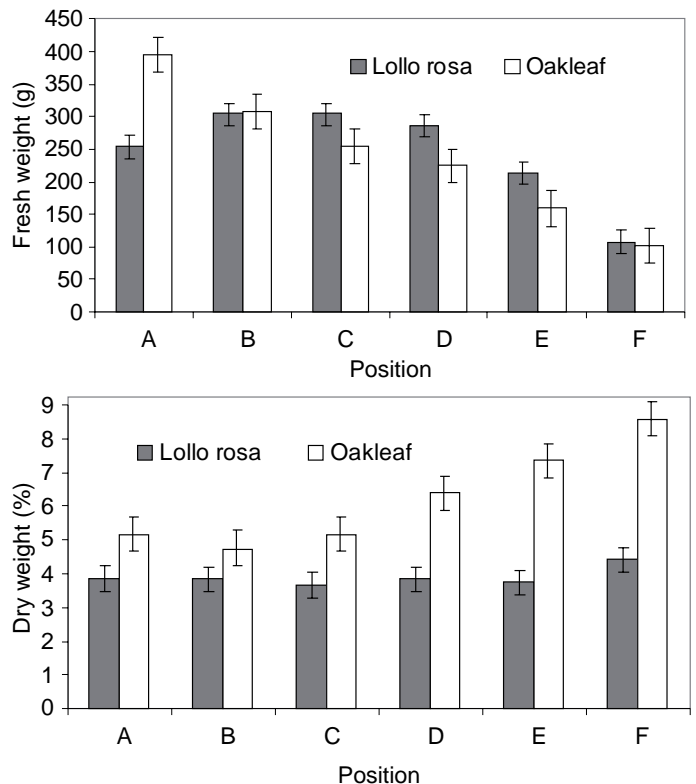 450
400
350
300
250
200
150
100
50
0
Fresh weight (g)
Lollo rosa Oakleaf
A B C D E F
Position
9
8
7
6
5
4
3
2
1
0
Dry weight (%)
Lollo rosa Oakleaf
A B C D E F
Position